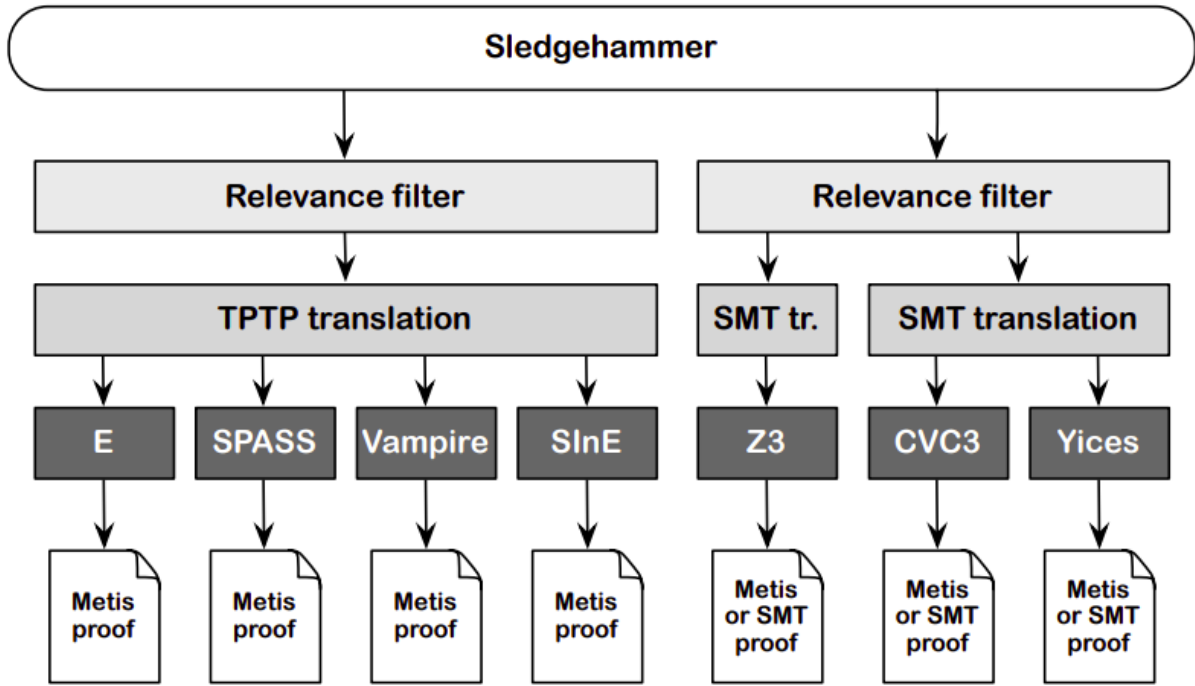 Sledgehammer
Relevance filter
Relevance filter
TPTP translation
SMT tr.
SMT translation
E
SPASS
Vampire
SInE
Z3
CVC3
Yices
Metis
proof
Metis
proof
Metis
proof
Metis
proof
Metis
or SMT
proof
Metis
or SMT
proof
Metis
or SMT
proof